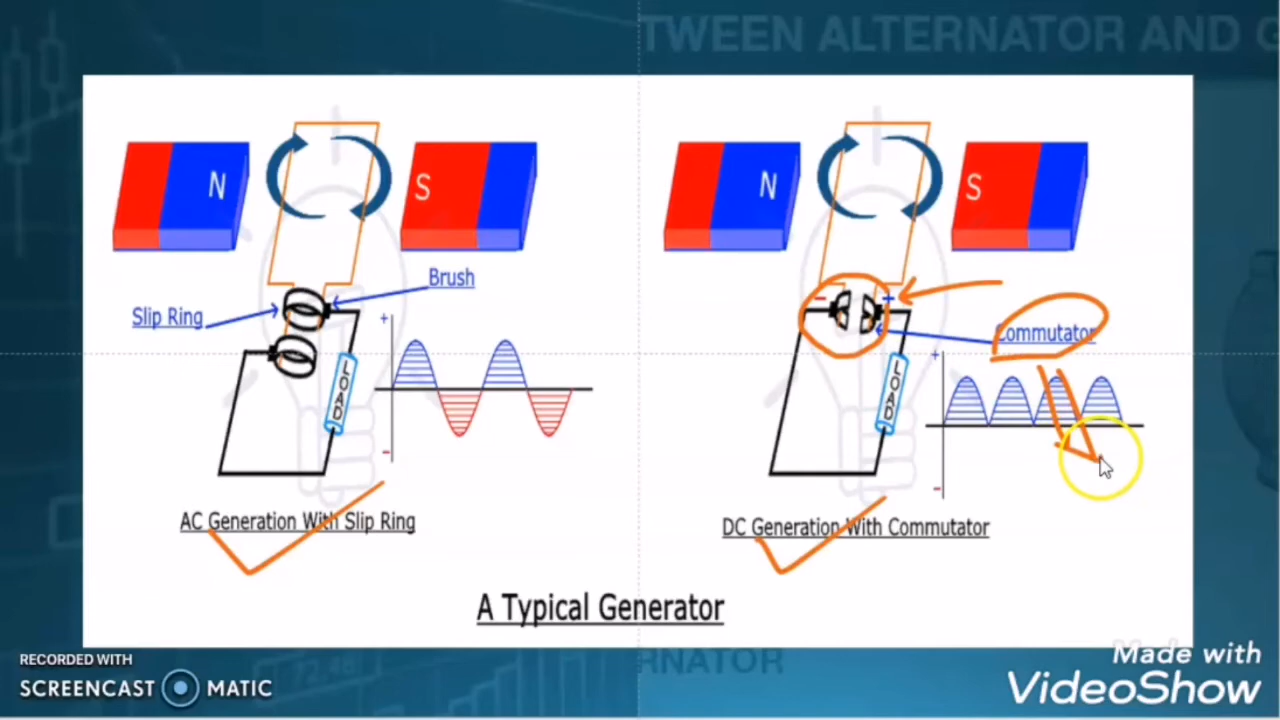 TWEEN ALTERNATOR AND G
N
S
N
S
Brush
Slip Ring
+
-
LOAD
- +
Commutator
+
-
LOAD
AC Generation With Slip Ring
DC Generation With Commutator
A Typical Generator
RNATOR
RECORDED WITH
SCREENCAST MATIC
Made with
VideoShow